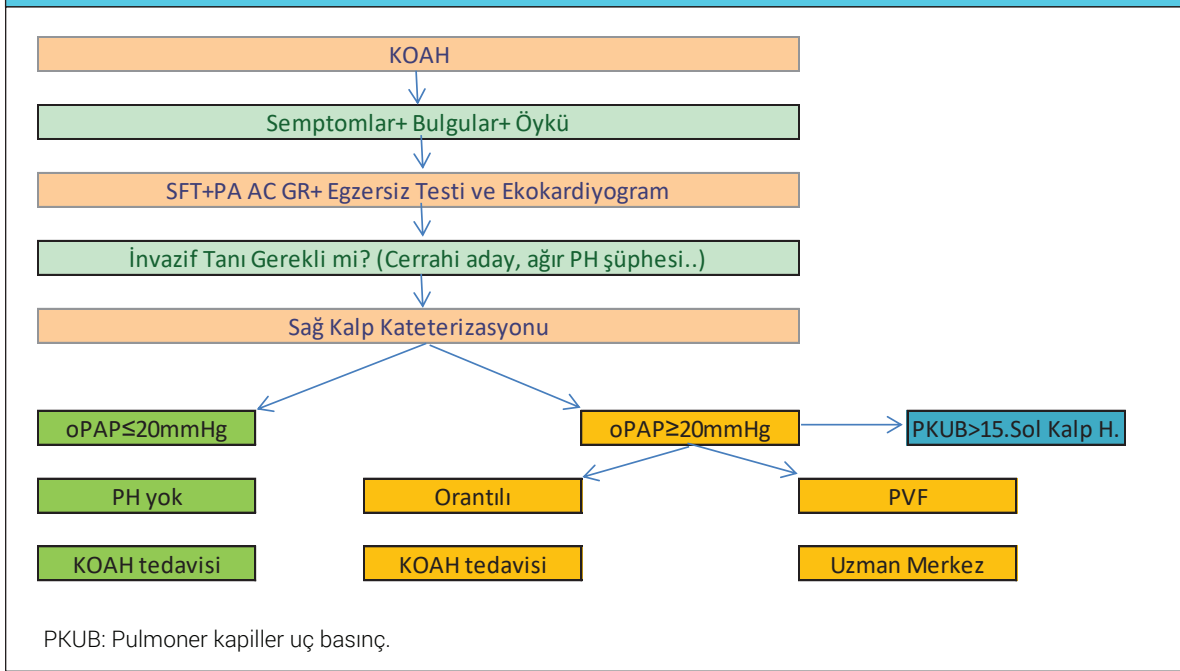 KOAH
Semptomlar+ Bulgular+ Öykü
SFT+PA AC GR+ Egzersiz Testi ve Ekokardiyogram
İnvazif Tanı Gerekli mi? (Cerrahi aday, ağır PH şüphesi..)
Sağ Kalp Kateterizasyonu
oPAP≤20mmHg
oPAP≥20mmHg
PKUB>15.Sol Kalp H.
PH yok
Orantılı
PVF
KOAH tedavisi
KOAH tedavisi
Uzman Merkez
PKUB: Pulmoner kapiller uç basınç.